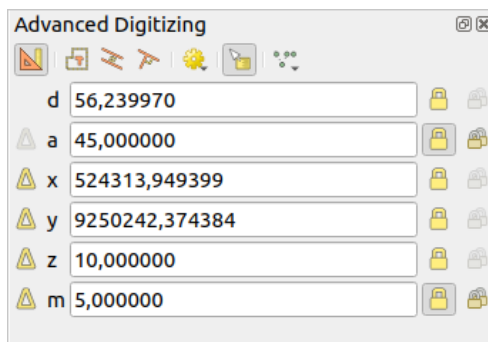 Advanced Digitizing
d 56,239970
a 45,000000
x 524313,949399
y 9250242,374384
z 10,000000
m 5,000000